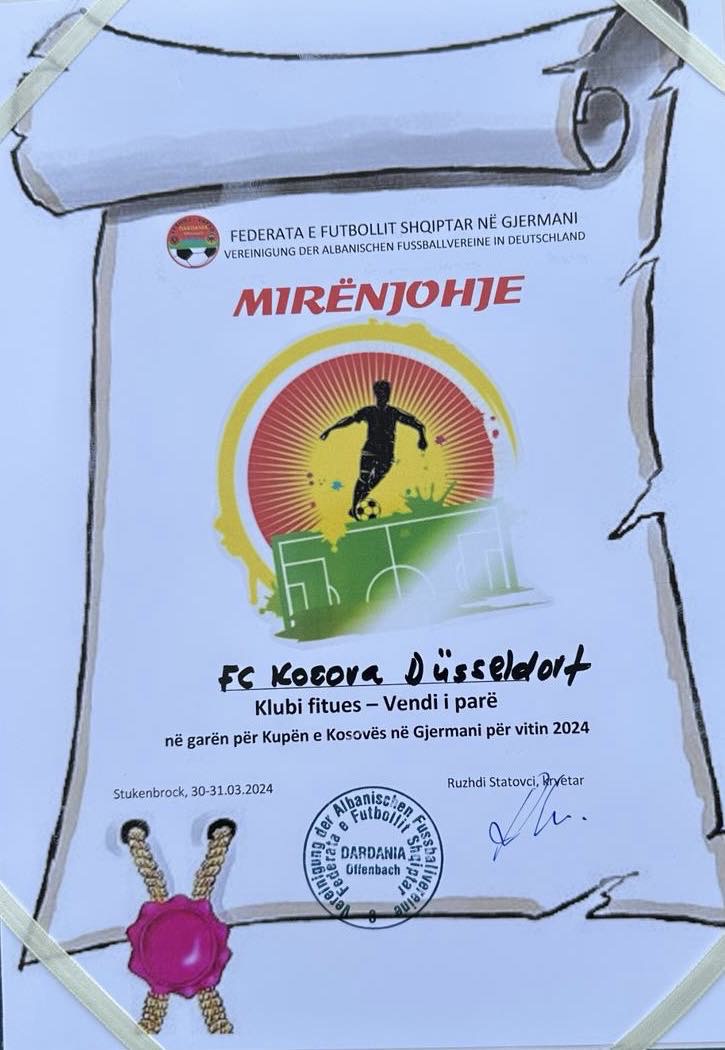 FEDERATA E FUTBOLLIT SHQIPTAR NË GJERMANI
VEREINIGUNG DER ALBANISCHEN FUSSBALLVEREINE IN DEUTSCHLAND
DARDANIA
MIRËNJOHJE
FC Kosova Düsseldorf
Klubi fitues – Vendi i parë
në garën për Kupën e Kosovës në Gjermani për vitin 2024
Stukenbrock, 30-31.03.2024
Ruzhdi Statovci, kryetar
Vereinigung der Albanischen Fussballvereine
Federata e Futbollit Shqiptar
DARDANIA
Offenbach
8